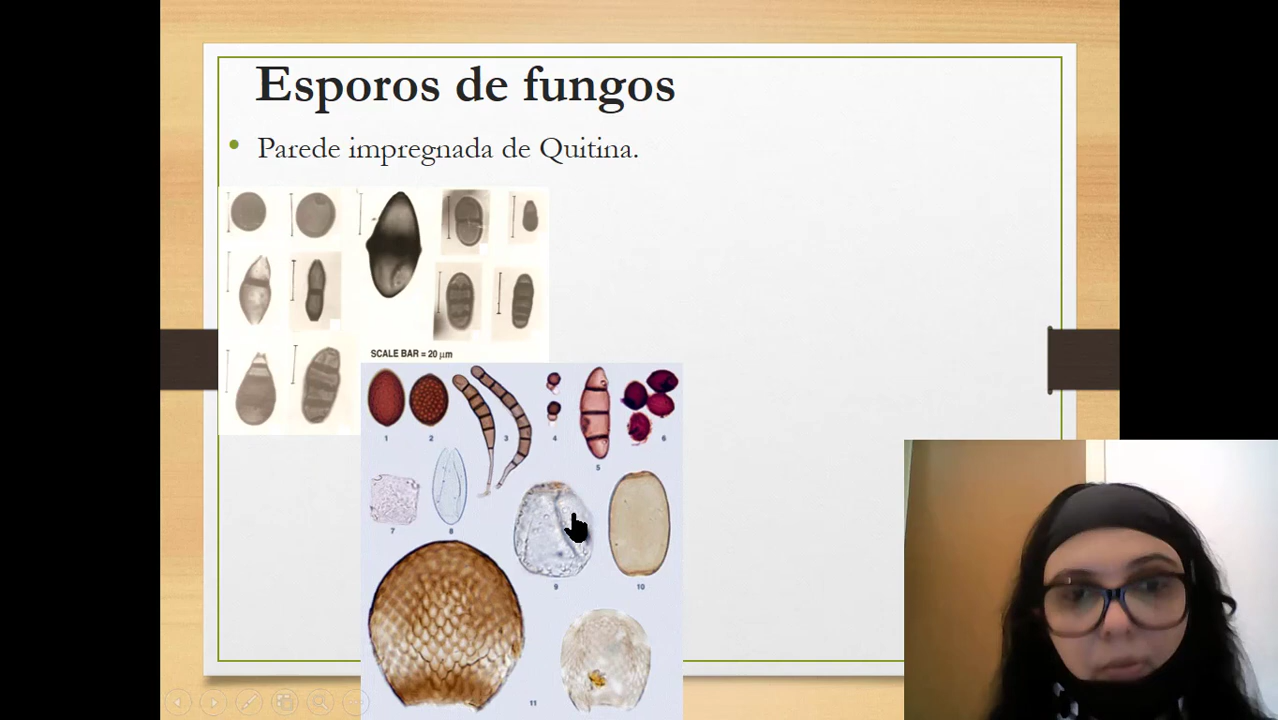 Esporos de fungos
• Parede impregnada de Quitina.
SCALE BAR = 20 µm
1 2 3 4 5 6
7 8 9 10
11